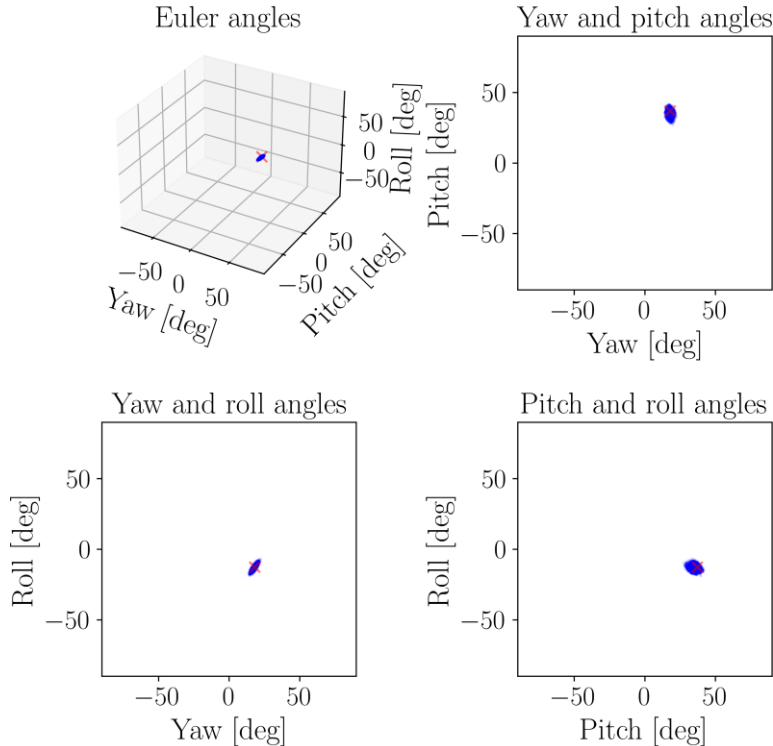 Euler angles
50
0
−50
Roll [deg]
−50
0
50
Yaw [deg]
−50
0
50
Pitch [deg]
Yaw and pitch angles
50
0
−50
Pitch [deg]
−50
0
50
Yaw [deg]
Yaw and roll angles
50
0
−50
Roll [deg]
−50
0
50
Yaw [deg]
Pitch and roll angles
50
0
−50
Roll [deg]
−50
0
50
Pitch [deg]